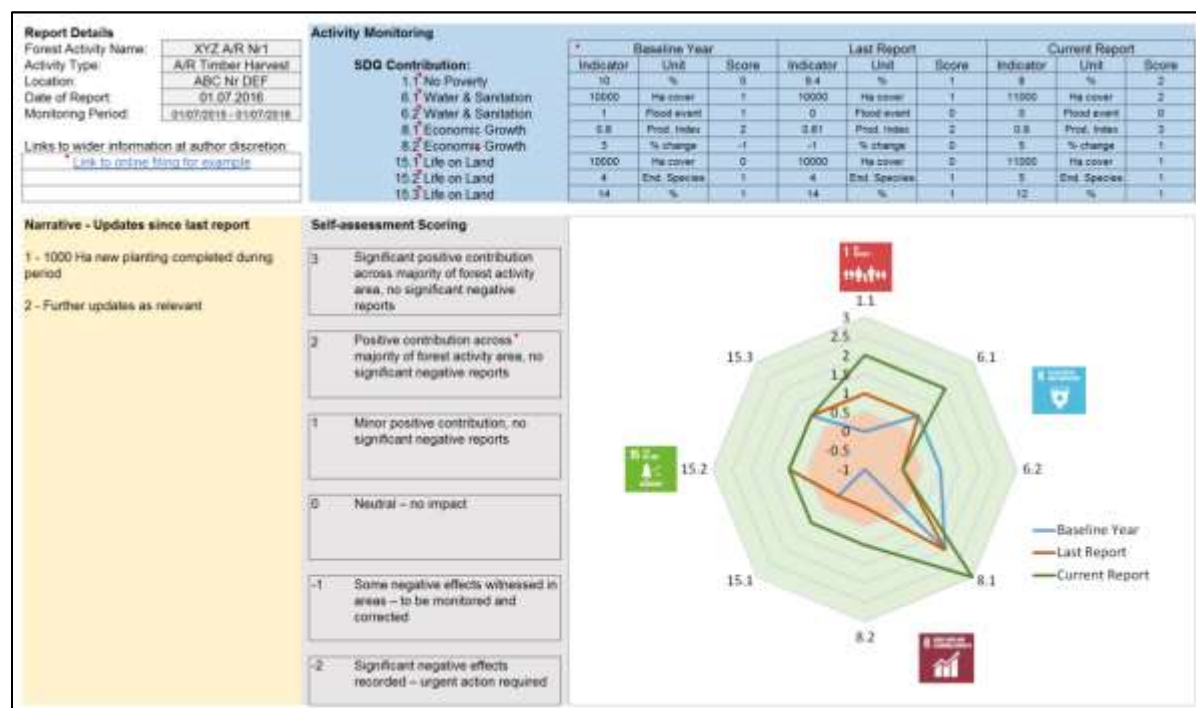 Report Details
Forest Activity Name: XYZ A/R Nr1
Activity Type: A/R Timber Harvest
Location: ABC Nr DEF
Date of Report: 01.07.2016
Monitoring Period: 01/07/2015 - 01/07/2016
Links to wider information at author discretion:
Link to online filing for example
Activity Monitoring
Baseline Year Last Report Current Report
SDG Contribution: Indicator Unit Score Indicator Unit Score Indicator Unit Score
1.1 No Poverty 10 % 0 9.4 % 1 % 2
6.1 Water & Sanitation 10000 Ha cover 1 10000 Ha cover 1 11000 Ha cover 2
6.2 Water & Sanitation 1 Flood event 1 0 Flood event 0 0 Flood event 0
8.1 Economic Growth 0.8 Prod. Index 2 0.81 Prod. Index 2 Prod. Index 3
8.2 Economic Growth 3 % change -1 -1 % change 0 5 % change 1
15.1 Life on Land 10000 Ha cover 0 10000 Ha cover 0 11000 Ha cover 1
15.2 Life on Land 4 End. Species 1 4 End. Species 1 5 End. Species 1
15.3 Life on Land 14 % 1 14 % 1 12 % 1
Narrative - Updates since last report
1 - 1000 Ha new planting completed during
period
2 - Further updates as relevant
Self-assessment Scoring
3 Significant positive contribution
across majority of forest activity
area, no significant negative
reports
2 Positive contribution across
majority of forest activity area, no
significant negative reports
1 Minor positive contribution, no
significant negative reports
0 Neutral – no impact
-1 Some negative effects witnessed in
areas – to be monitored and
corrected
-2 Significant negative effects
recorded – urgent action required
1.1
3
2.5
2
1.5
1
0.5
0
-0.5
-1
6.1
6.2
8.1
8.2
15.1
15.2
15.3
Baseline Year
Last Report
Current Report